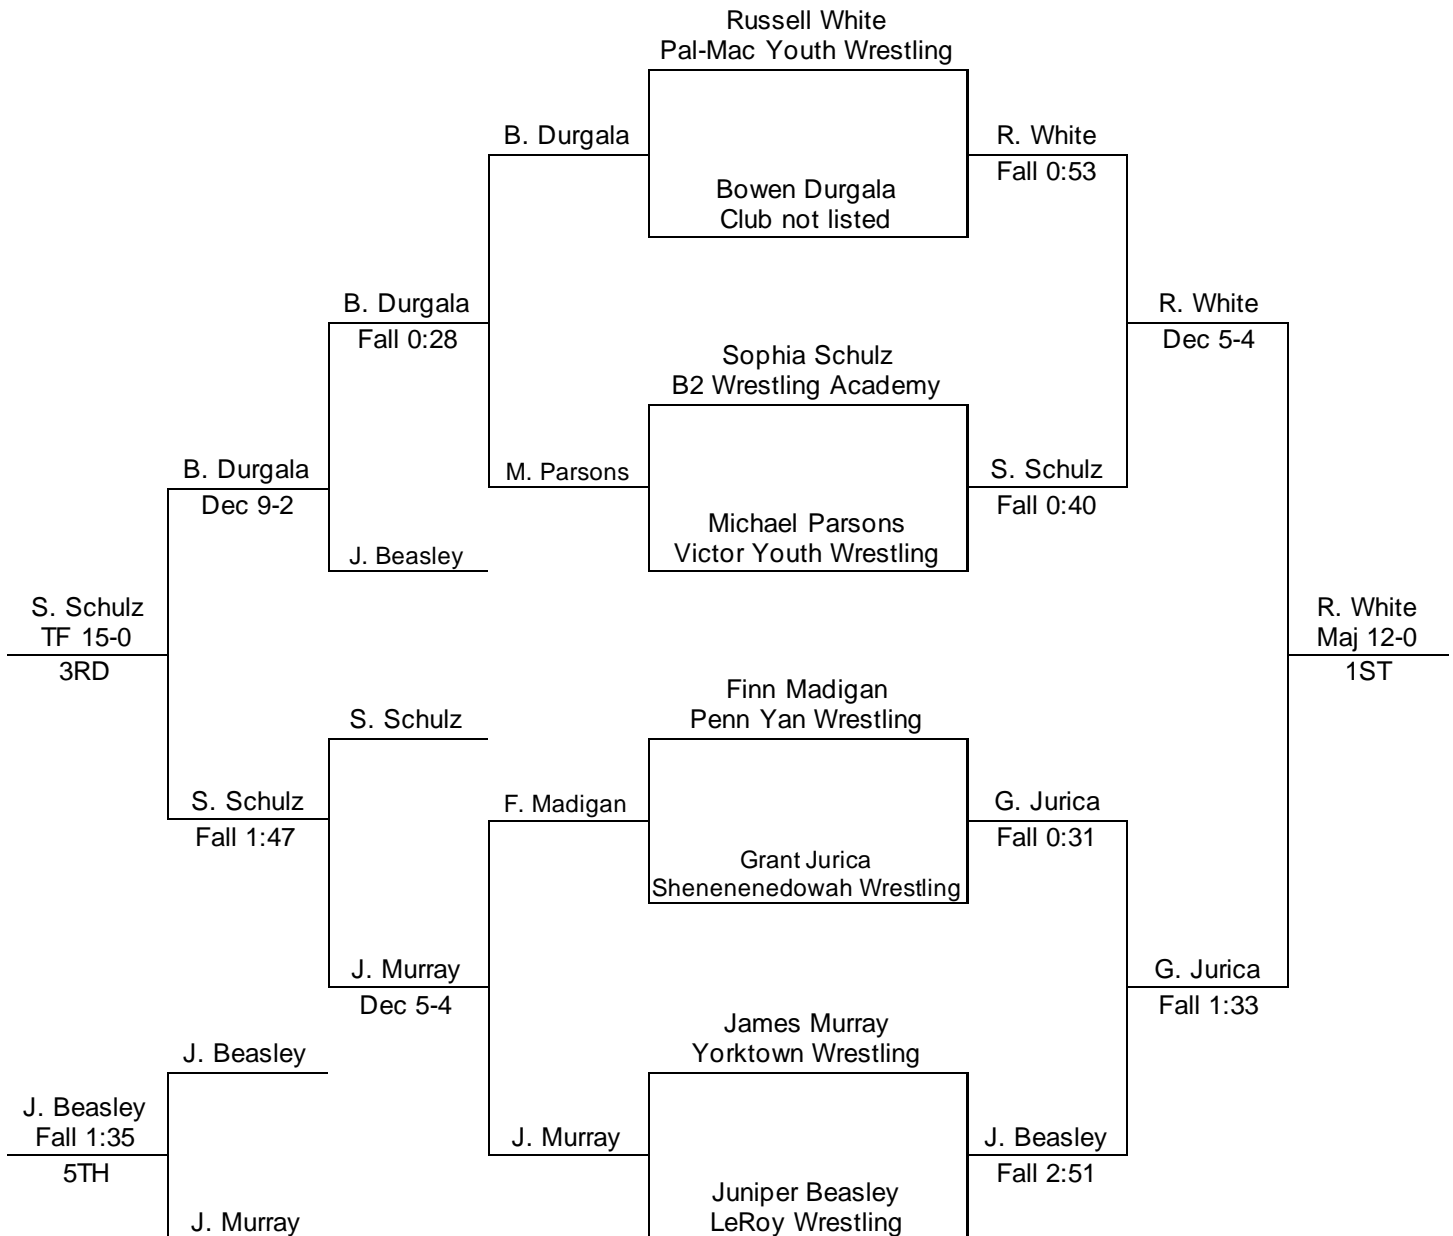 Russell White
Pal-Mac Youth Wrestling
B. Durgala
R. White
Fall 0:53
Bowen Durgala
Club not listed
B. Durgala
Fall 0:28
R. White
Dec 5-4
Sophia Schulz
B2 Wrestling Academy
B. Durgala
Dec 9-2
M. Parsons
S. Schulz
Fall 0:40
Michael Parsons
Victor Youth Wrestling
J. Beasley
S. Schulz
TF 15-0
3RD
R. White
Maj 12-0
1ST
Finn Madigan
Penn Yan Wrestling
S. Schulz
S. Schulz
Fall 1:47
F. Madigan
G. Jurica
Fall 0:31
Grant Jurica
Shenenenedowah Wrestling
J. Murray
Dec 5-4
G. Jurica
Fall 1:33
James Murray
Yorktown Wrestling
J. Beasley
J. Beasley
Fall 1:35
5TH
J. Murray
J. Beasley
Fall 2:51
Juniper Beasley
LeRoy Wrestling
J. Murray